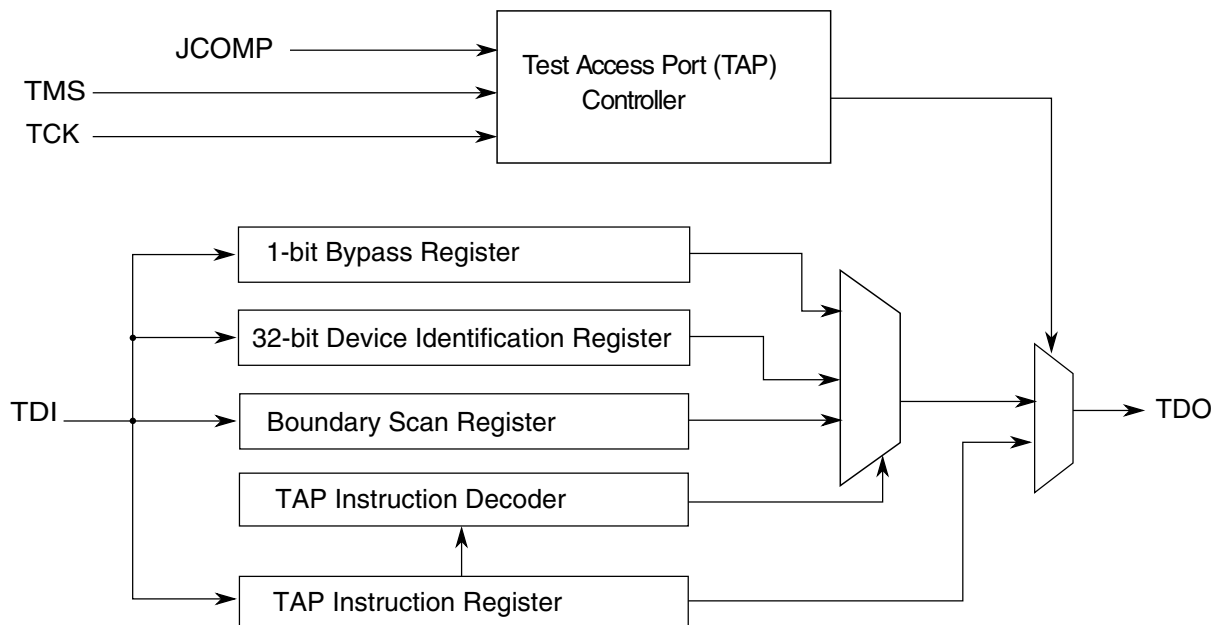 JCOMP
TMS
TCK
Test Access Port (TAP)
Controller
1-bit Bypass Register
32-bit Device Identification Register
TDI
Boundary Scan Register
TDO
TAP Instruction Decoder
TAP Instruction Register